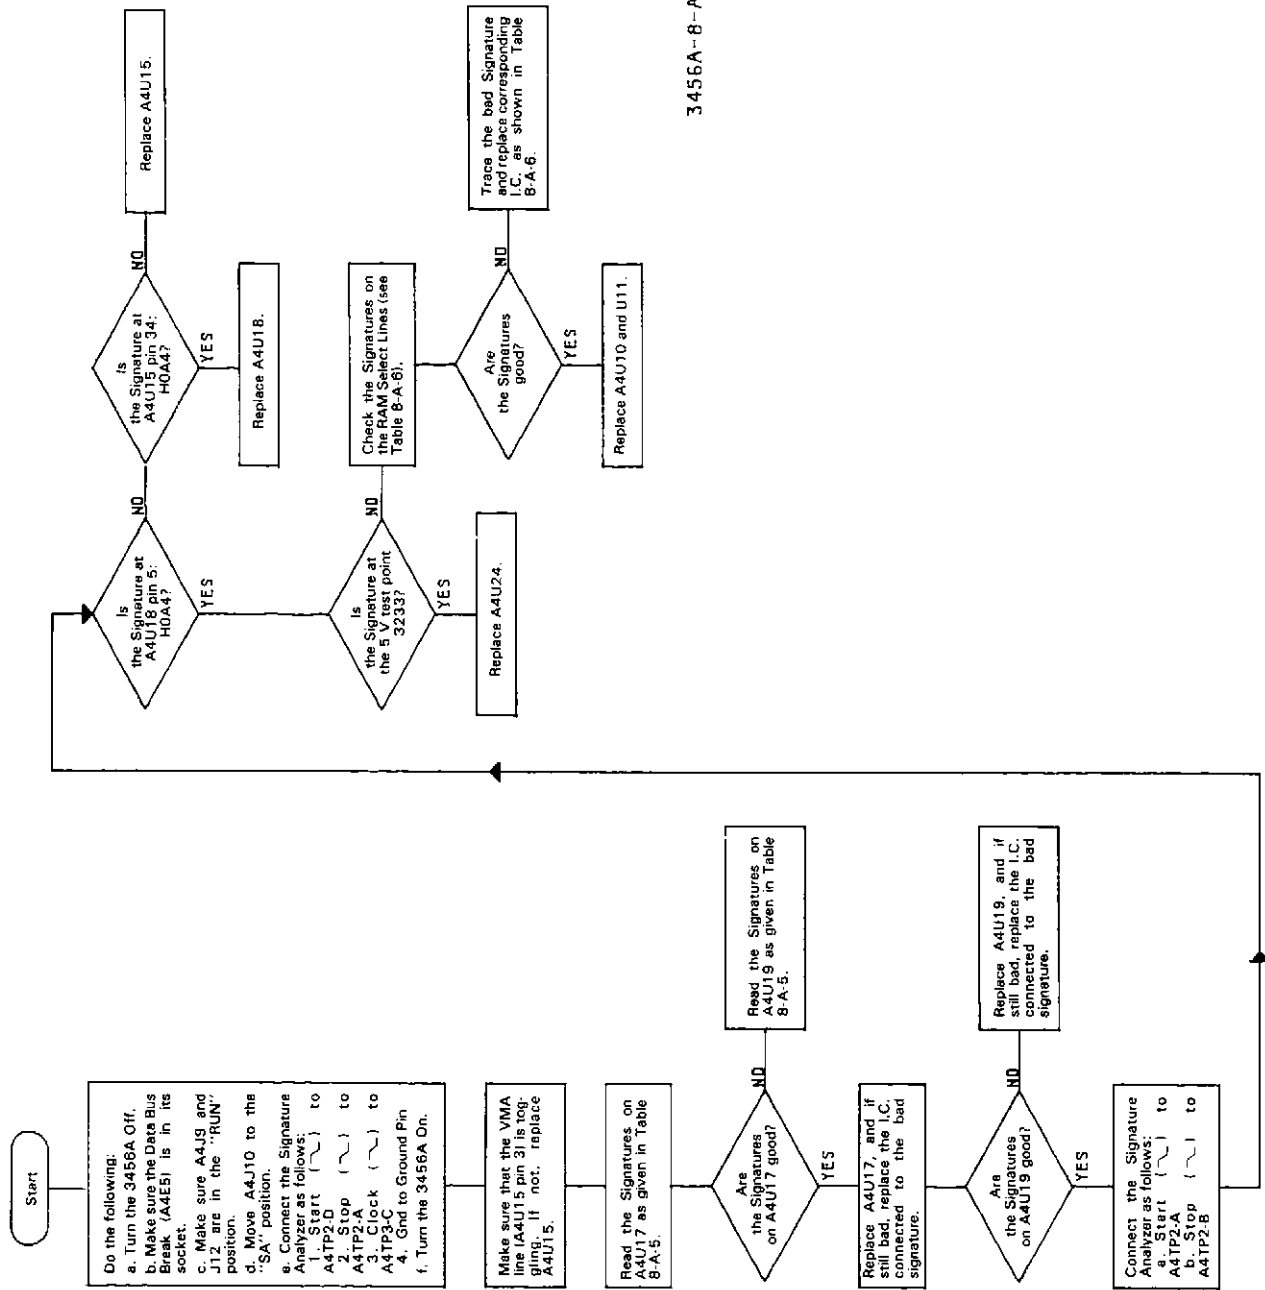 Start
Do the following:
a. Turn the 3456A Off.
b. Make sure the Data Bus
Break (A4E5) is in its
socket.
c. Make sure A4J9 and
J12 are in the "RUN"
position.
d. Move A4J10 to the
"SA" position.
e. Connect the Signature
Analyzer as follows:
1. Start ( ) to
A4TP2-D
2. Stop ( ) to
A4TP2-A
3. Clock ( ) to
A4TP3-C
4. Gnd to Ground Pin
f. Turn the 3456A On.
Make sure that the VMA
line (A4U15 pin 3) is tog-
gling. If not, replace
A4U15.
Read the Signatures on
A4U17 as given in Table
8-A-5.
Are
the Signatures
on A4U17 good?
NO
Read the Signatures on
A4U19 as given in Table
8-A-5.
YES
Replace A4U17, and if
still bad, replace the I.C.
connected to the bad
signature.
Are
the Signatures
on A4U19 good?
NO
Replace A4U19, and if
still bad, replace the I.C.
connected to the bad
signature.
YES
Connect the Signature
Analyzer as follows:
a. Start ( ) to
A4TP2-A
b. Stop ( ) to
A4TP2-B
Is
the Signature at
A4U18 pin 5:
H0A4?
NO
Is
the Signature at
A4U15 pin 34:
H0A4?
NO
Replace A4U15.
YES
Replace A4U18.
YES
Is
the Signature at
the 5 V test point
3233?
NO
Check the Signatures on
the RAM Select Lines (see
Table 8-A-6).
YES
Replace A4U24.
Are
the Signatures
good?
NO
Trace the bad Signature
and replace corresponding
I.C. as shown in Table
8-A-6.
YES
Replace A4U10 and U11.
3456A-8-A